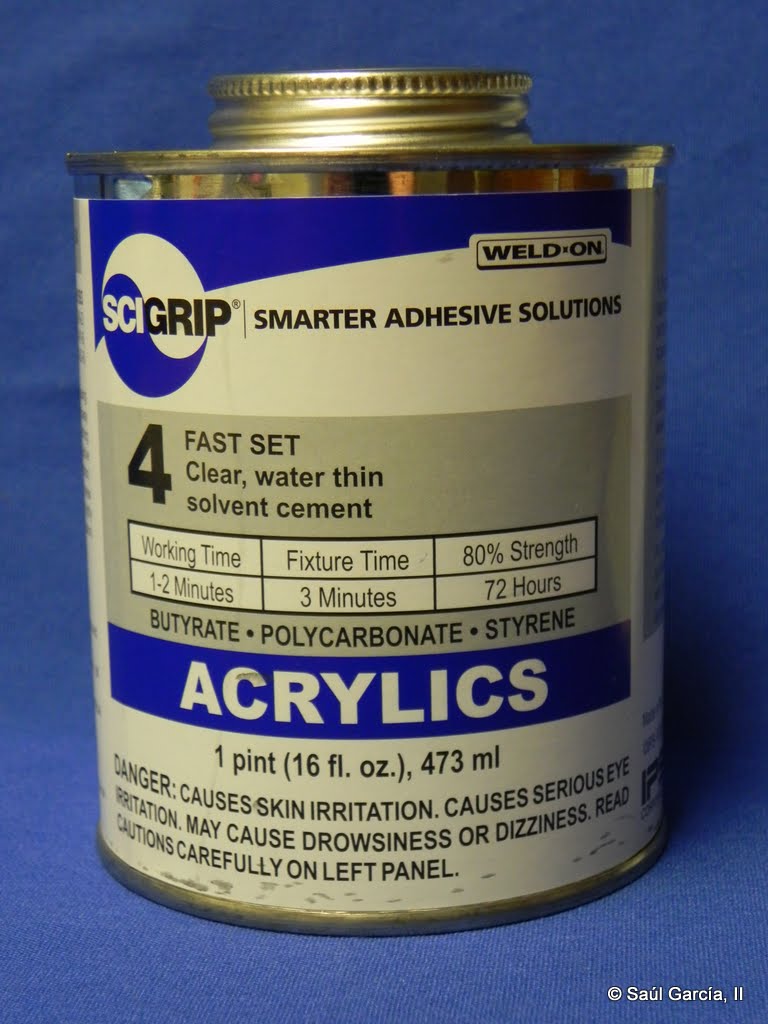 WELD-ON
SCIGRIP® | SMARTER ADHESIVE SOLUTIONS
4
FAST SET
Clear, water thin
solvent cement
Working Time Fixture Time 80% Strength
1-2 Minutes 3 Minutes 72 Hours
BUTYRATE • POLYCARBONATE • STYRENE
ACRYLICS
1 pint (16 fl. oz.), 473 ml
DANGER: CAUSES SKIN IRRITATION. CAUSES SERIOUS EYE
IRRITATION. MAY CAUSE DROWSINESS OR DIZZINESS. READ
CAUTIONS CAREFULLY ON LEFT PANEL.
© Saúl García, II